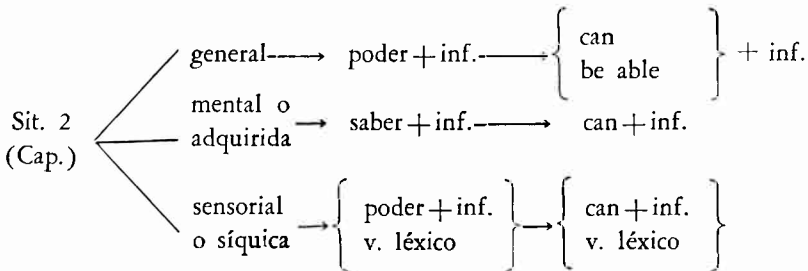 general → poder + inf. → { can
be able } + inf.
Sit. 2
(Cap.)
mental o
adquirida → saber + inf. → can + inf.
sensorial
o síquica → { poder + inf.
v. léxico } → { can + inf.
v. léxico }